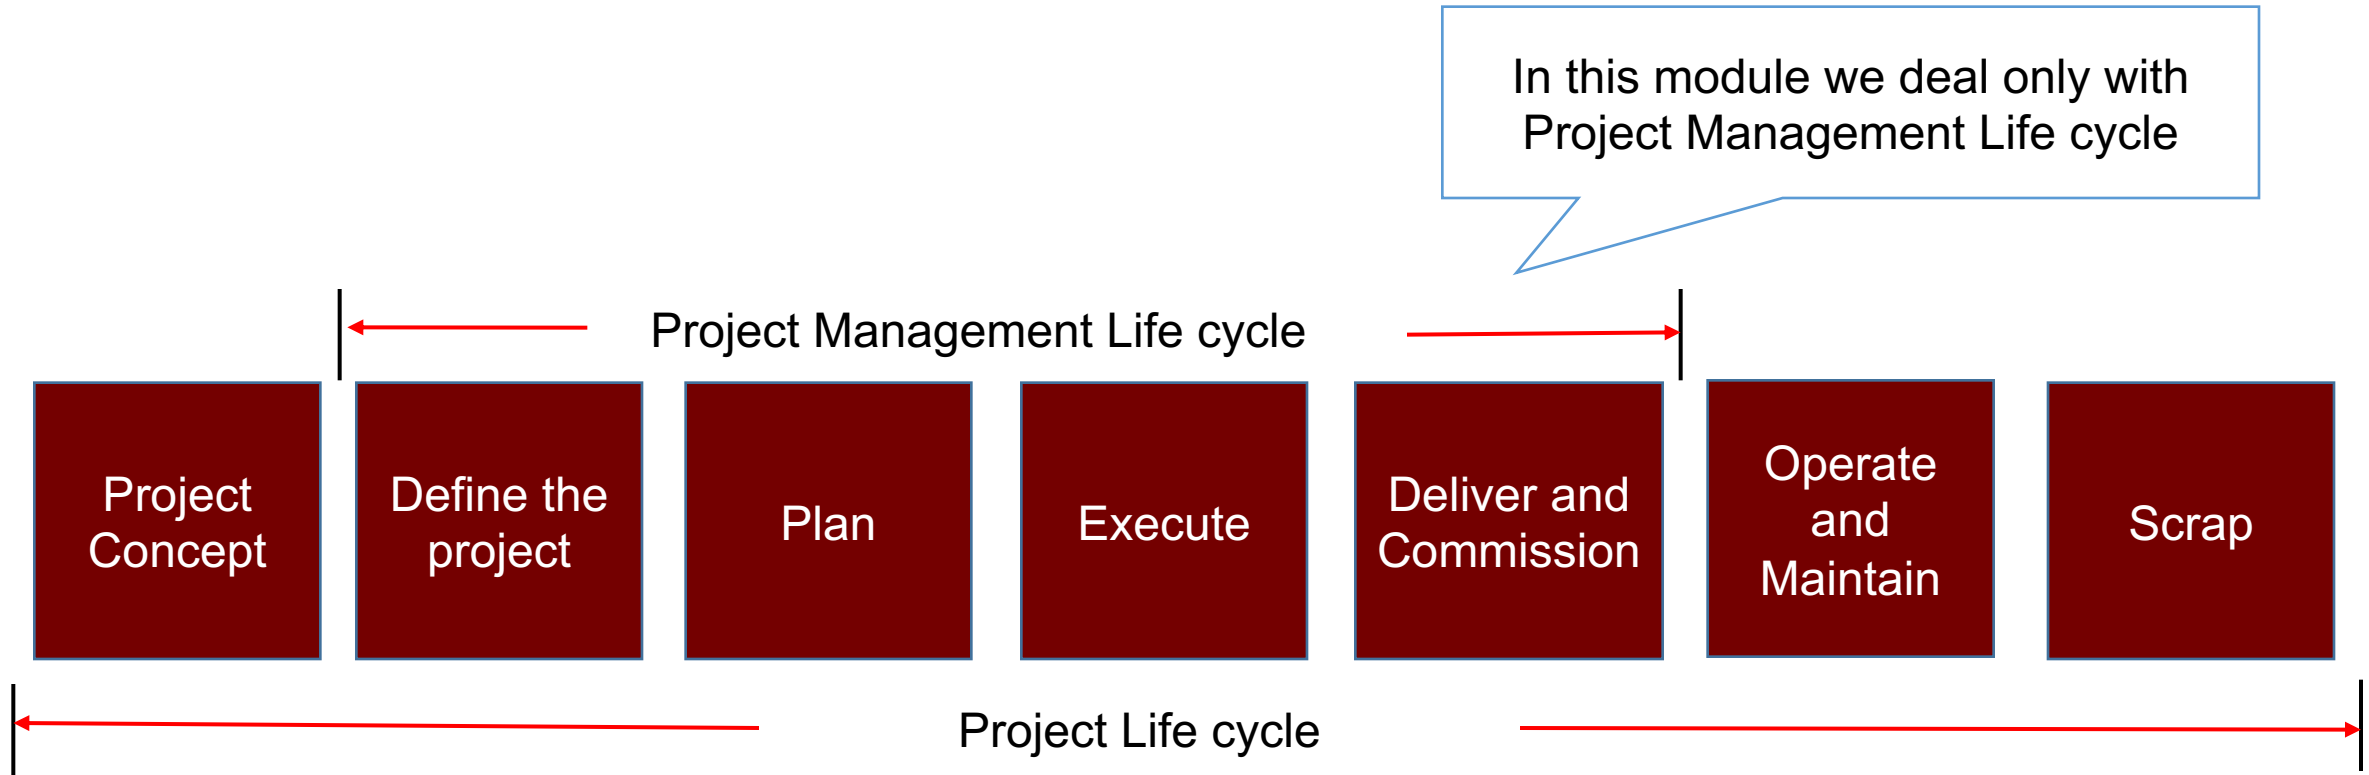 In this module we deal only with
Project Management Life cycle
Project Management Life cycle
Project
Concept
Define the
project
Plan
Execute
Deliver and
Commission
Operate
and
Maintain
Scrap
Project Life cycle